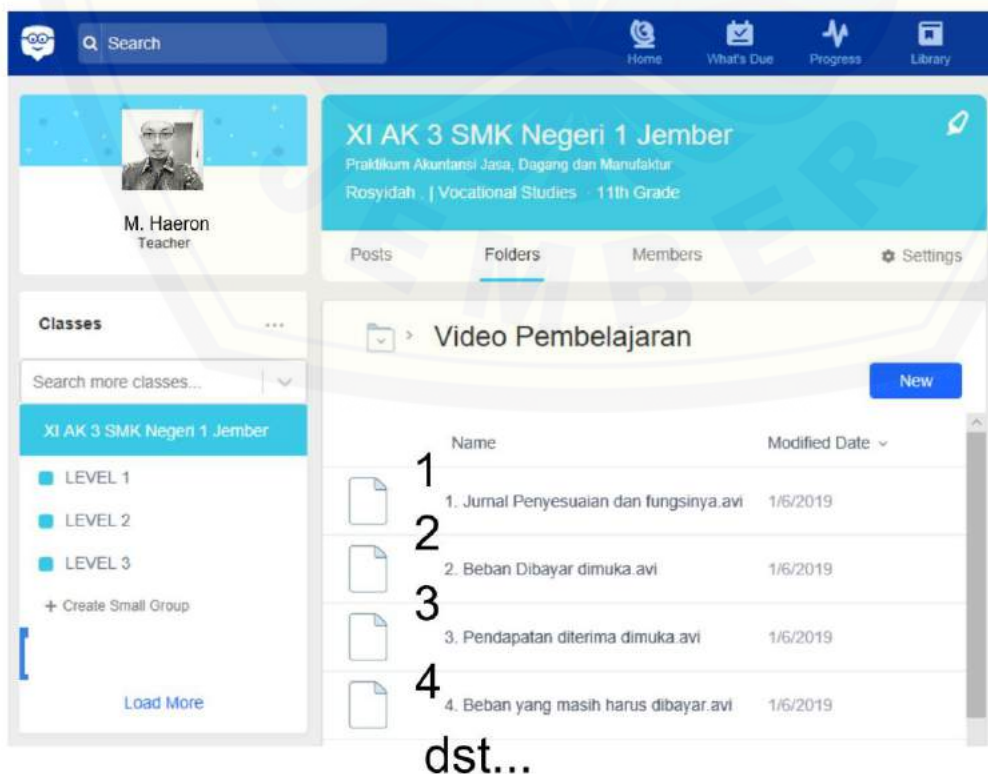 Search
Home
What's Due
Progress
Library
M. Haeron
Teacher
XI AK 3 SMK Negeri 1 Jember
Praktikum Akuntansi Jasa, Dagang dan Manufaktur
Rosyidah . | Vocational Studies 11th Grade
Posts Folders Members Settings
Classes
...
Search more classes...
XI AK 3 SMK Negeri 1 Jember
LEVEL 1
LEVEL 2
LEVEL 3
+ Create Small Group
Load More
> Video Pembelajaran
New
Name Modified Date
1
1. Jurnal Penyesuaian dan fungsinya.avi 1/6/2019
2
2. Beban Dibayar dimuka.avi 1/6/2019
3
3. Pendapatan diterima dimuka.avi 1/6/2019
4
4. Beban yang masih harus dibayar.avi 1/6/2019
dst...
JEMBER